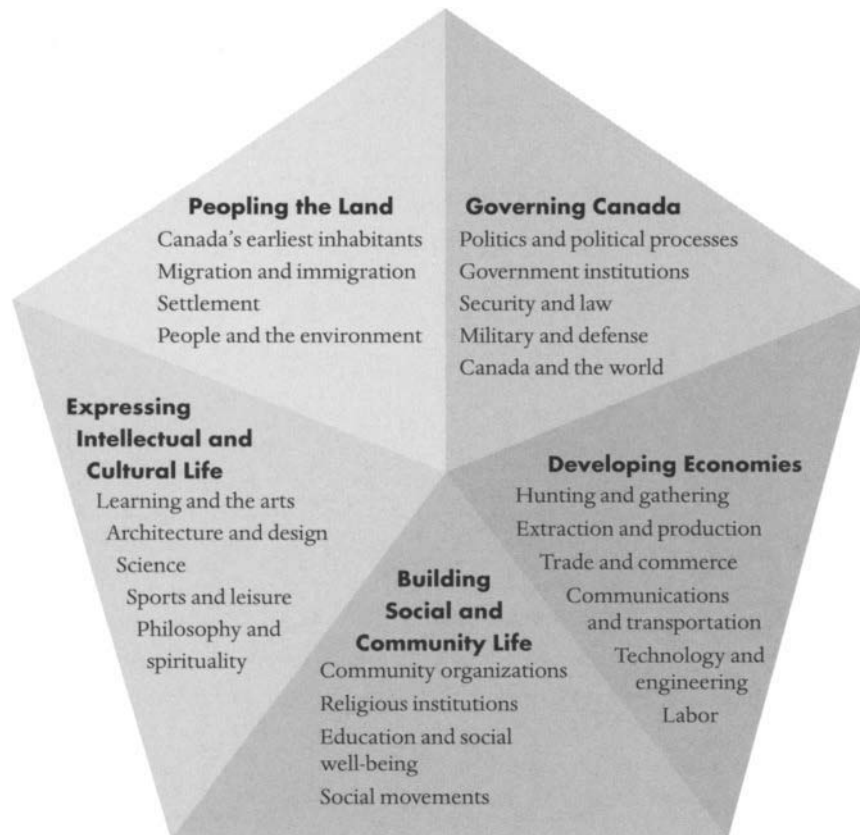 Peopling the Land
Canada's earliest inhabitants
Migration and immigration
Settlement
People and the environment
Governing Canada
Politics and political processes
Government institutions
Security and law
Military and defense
Canada and the world
Expressing
Intellectual and
Cultural Life
Learning and the arts
Architecture and design
Science
Sports and leisure
Philosophy and
spirituality
Building
Social and
Community Life
Community organizations
Religious institutions
Education and social
well-being
Social movements
Developing Economies
Hunting and gathering
Extraction and production
Trade and commerce
Communications
and transportation
Technology and
engineering
Labor